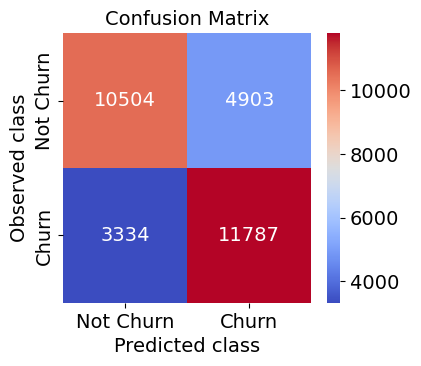 Confusion Matrix
Observed class
Not Churn
10504 4903
10000
8000
6000
Churn
3334 11787
4000
Not Churn Churn
Predicted class